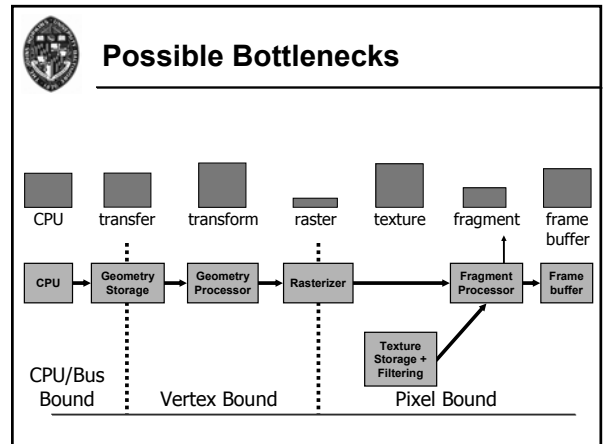 Possible Bottlenecks
CPU transfer transform raster texture fragment frame
buffer
CPU Geometry Storage Geometry Processor Rasterizer Fragment Processor Frame buffer
Texture
Storage +
Filtering
CPU/Bus
Bound Vertex Bound Pixel Bound